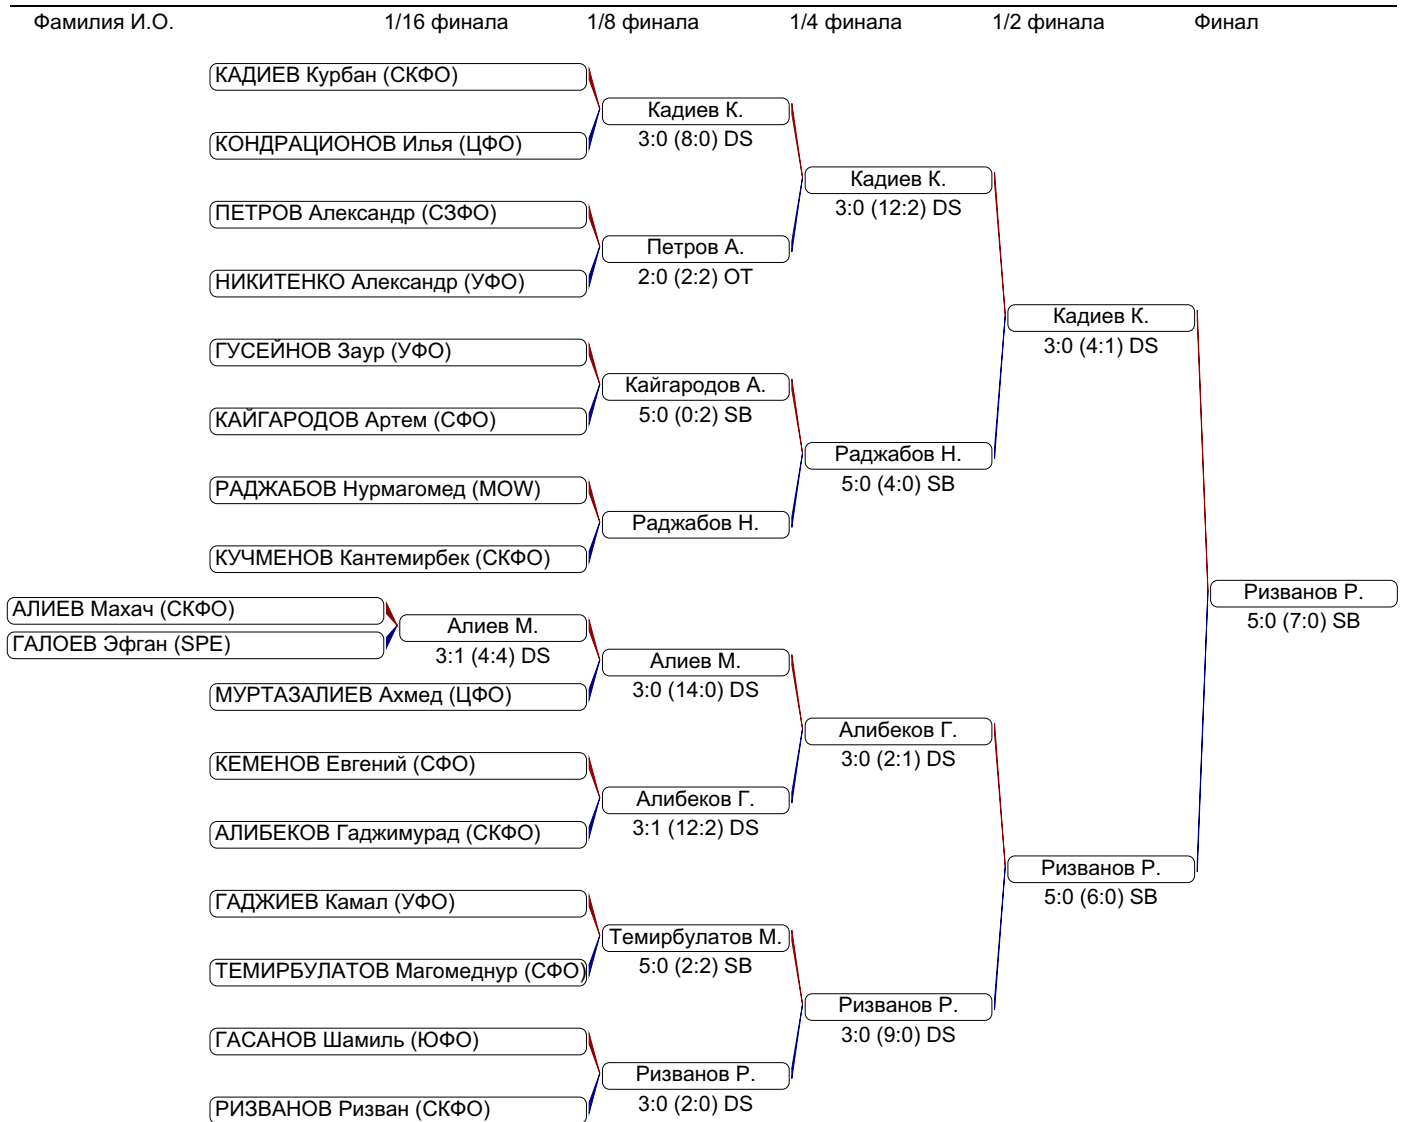 Фамилия И.О. 1/16 финала 1/8 финала 1/4 финала 1/2 финала Финал
КАДИЕВ Курбан (СКФО)
Кадиев К.
КОНДРАЦИОНОВ Илья (ЦФО) 3:0 (8:0) DS
Кадиев К.
ПЕТРОВ Александр (СЗФО) 3:0 (12:2) DS
Петров А.
НИКИТЕНКО Александр (УФО) 2:0 (2:2) OT
Кадиев К.
ГУСЕЙНОВ Заур (УФО) 3:0 (4:1) DS
Кайгародов А.
КАЙГАРОДОВ Артем (СФО) 5:0 (0:2) SB
Раджабов Н.
РАДЖАБОВ Нурмагомед (MOW) 5:0 (4:0) SB
Раджабов Н.
КУЧМЕНОВ Кантемирбек (СКФО)
Ризванов Р.
АЛИЕВ Махач (СКФО)
Алиев М. 5:0 (7:0) SB
ГАЛОЕВ Эфган (SPE)
3:1 (4:4) DS Алиев М.
МУРТАЗАЛИЕВ Ахмед (ЦФО) 3:0 (14:0) DS
Алибеков Г.
КЕМЕНОВ Евгений (СФО) 3:0 (2:1) DS
Алибеков Г.
АЛИБЕКОВ Гаджимурад (СКФО) 3:1 (12:2) DS
Ризванов Р.
ГАДЖИЕВ Камал (УФО) 5:0 (6:0) SB
Темирбулатов М.
ТЕМИРБУЛАТОВ Магомеднур (СФО) 5:0 (2:2) SB
Ризванов Р.
ГАСАНОВ Шамиль (ЮФО) 3:0 (9:0) DS
Ризванов Р.
РИЗВАНОВ Ризван (СКФО) 3:0 (2:0) DS